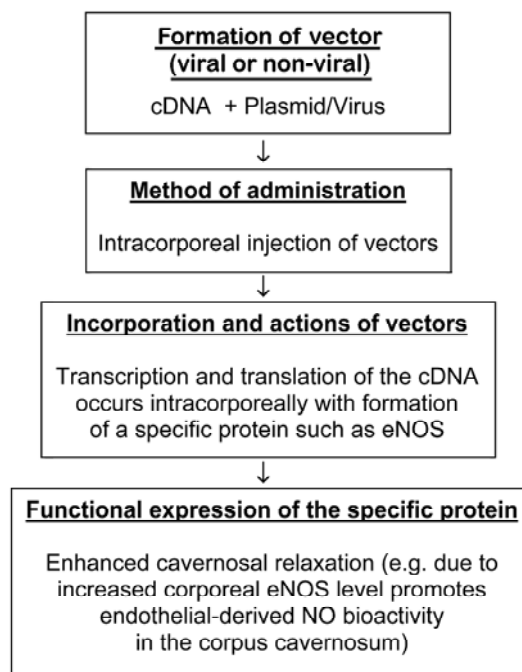 Formation of vector
(viral or non-viral)
cDNA + Plasmid/Virus
↓
Method of administration
Intracorporeal injection of vectors
↓
Incorporation and actions of vectors
Transcription and translation of the cDNA
occurs intracorporeally with formation
of a specific protein such as eNOS
↓
Functional expression of the specific protein
Enhanced cavernosal relaxation (e.g. due to
increased corporeal eNOS level promotes
endothelial-derived NO bioactivity
in the corpus cavernosum)